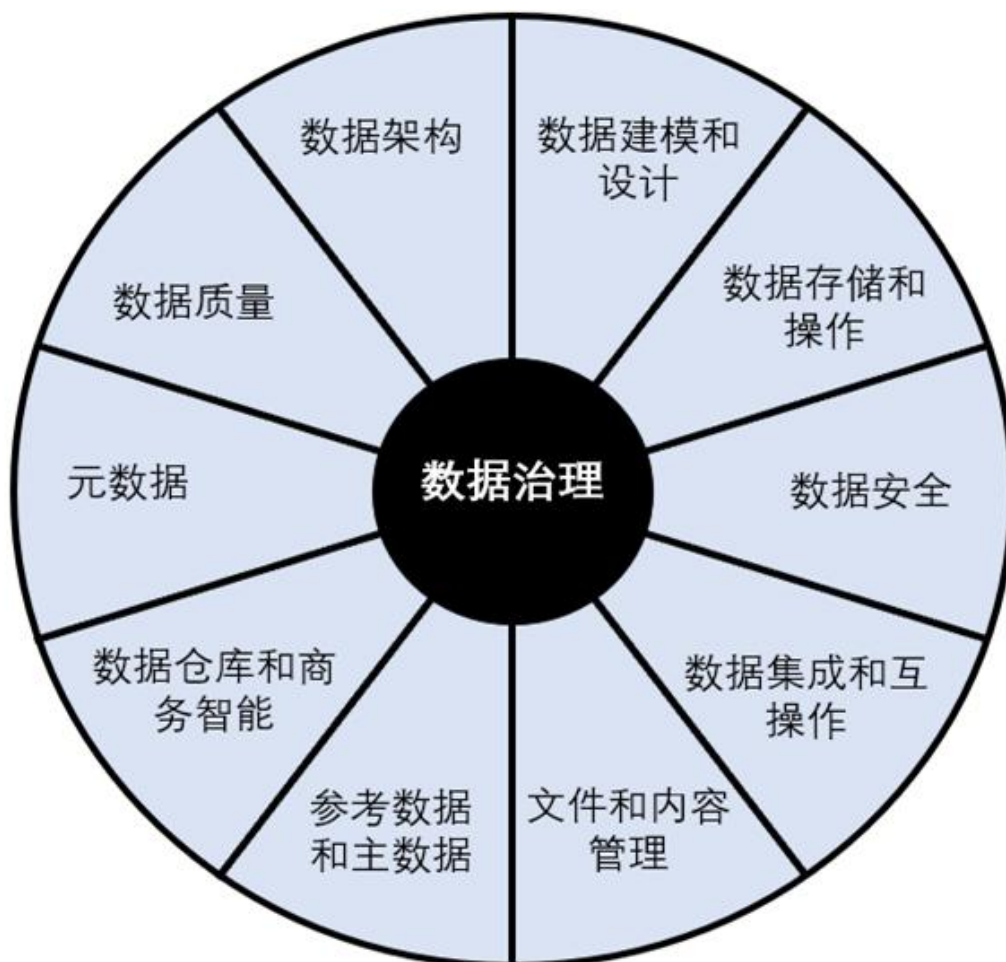 数据架构
数据建模和
设计
数据存储和
操作
数据安全
数据集成和互
操作
文件和内容
管理
参考数据
和主数据
数据仓库和商
务智能
元数据
数据质量
数据治理